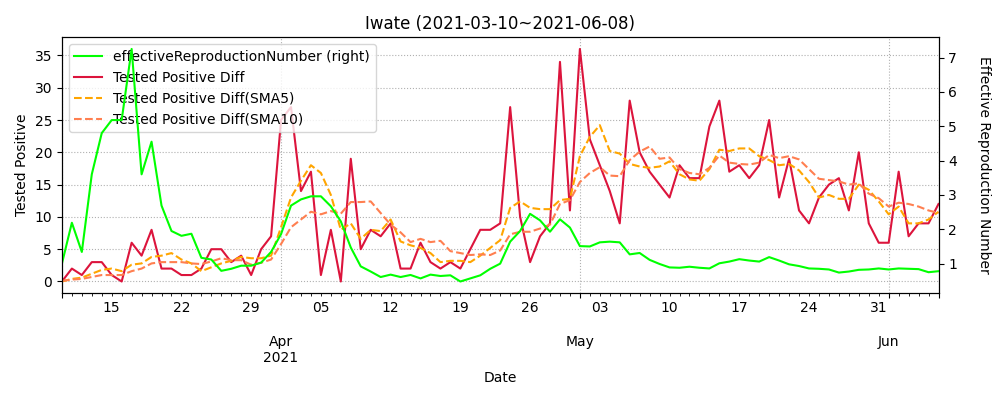 Iwate (2021-03-10~2021-06-08)
effectiveReproductionNumber (right)
Tested Positive Diff
Tested Positive Diff(SMA5)
Tested Positive Diff(SMA10)
Tested Positive
35
30
25
20
15
10
5
0
7
6
5
4
3
2
1
Effective Reproduction Number
15 22 29 05 12 19 26 03 10 17 24 31
Apr May Jun
2021
Date